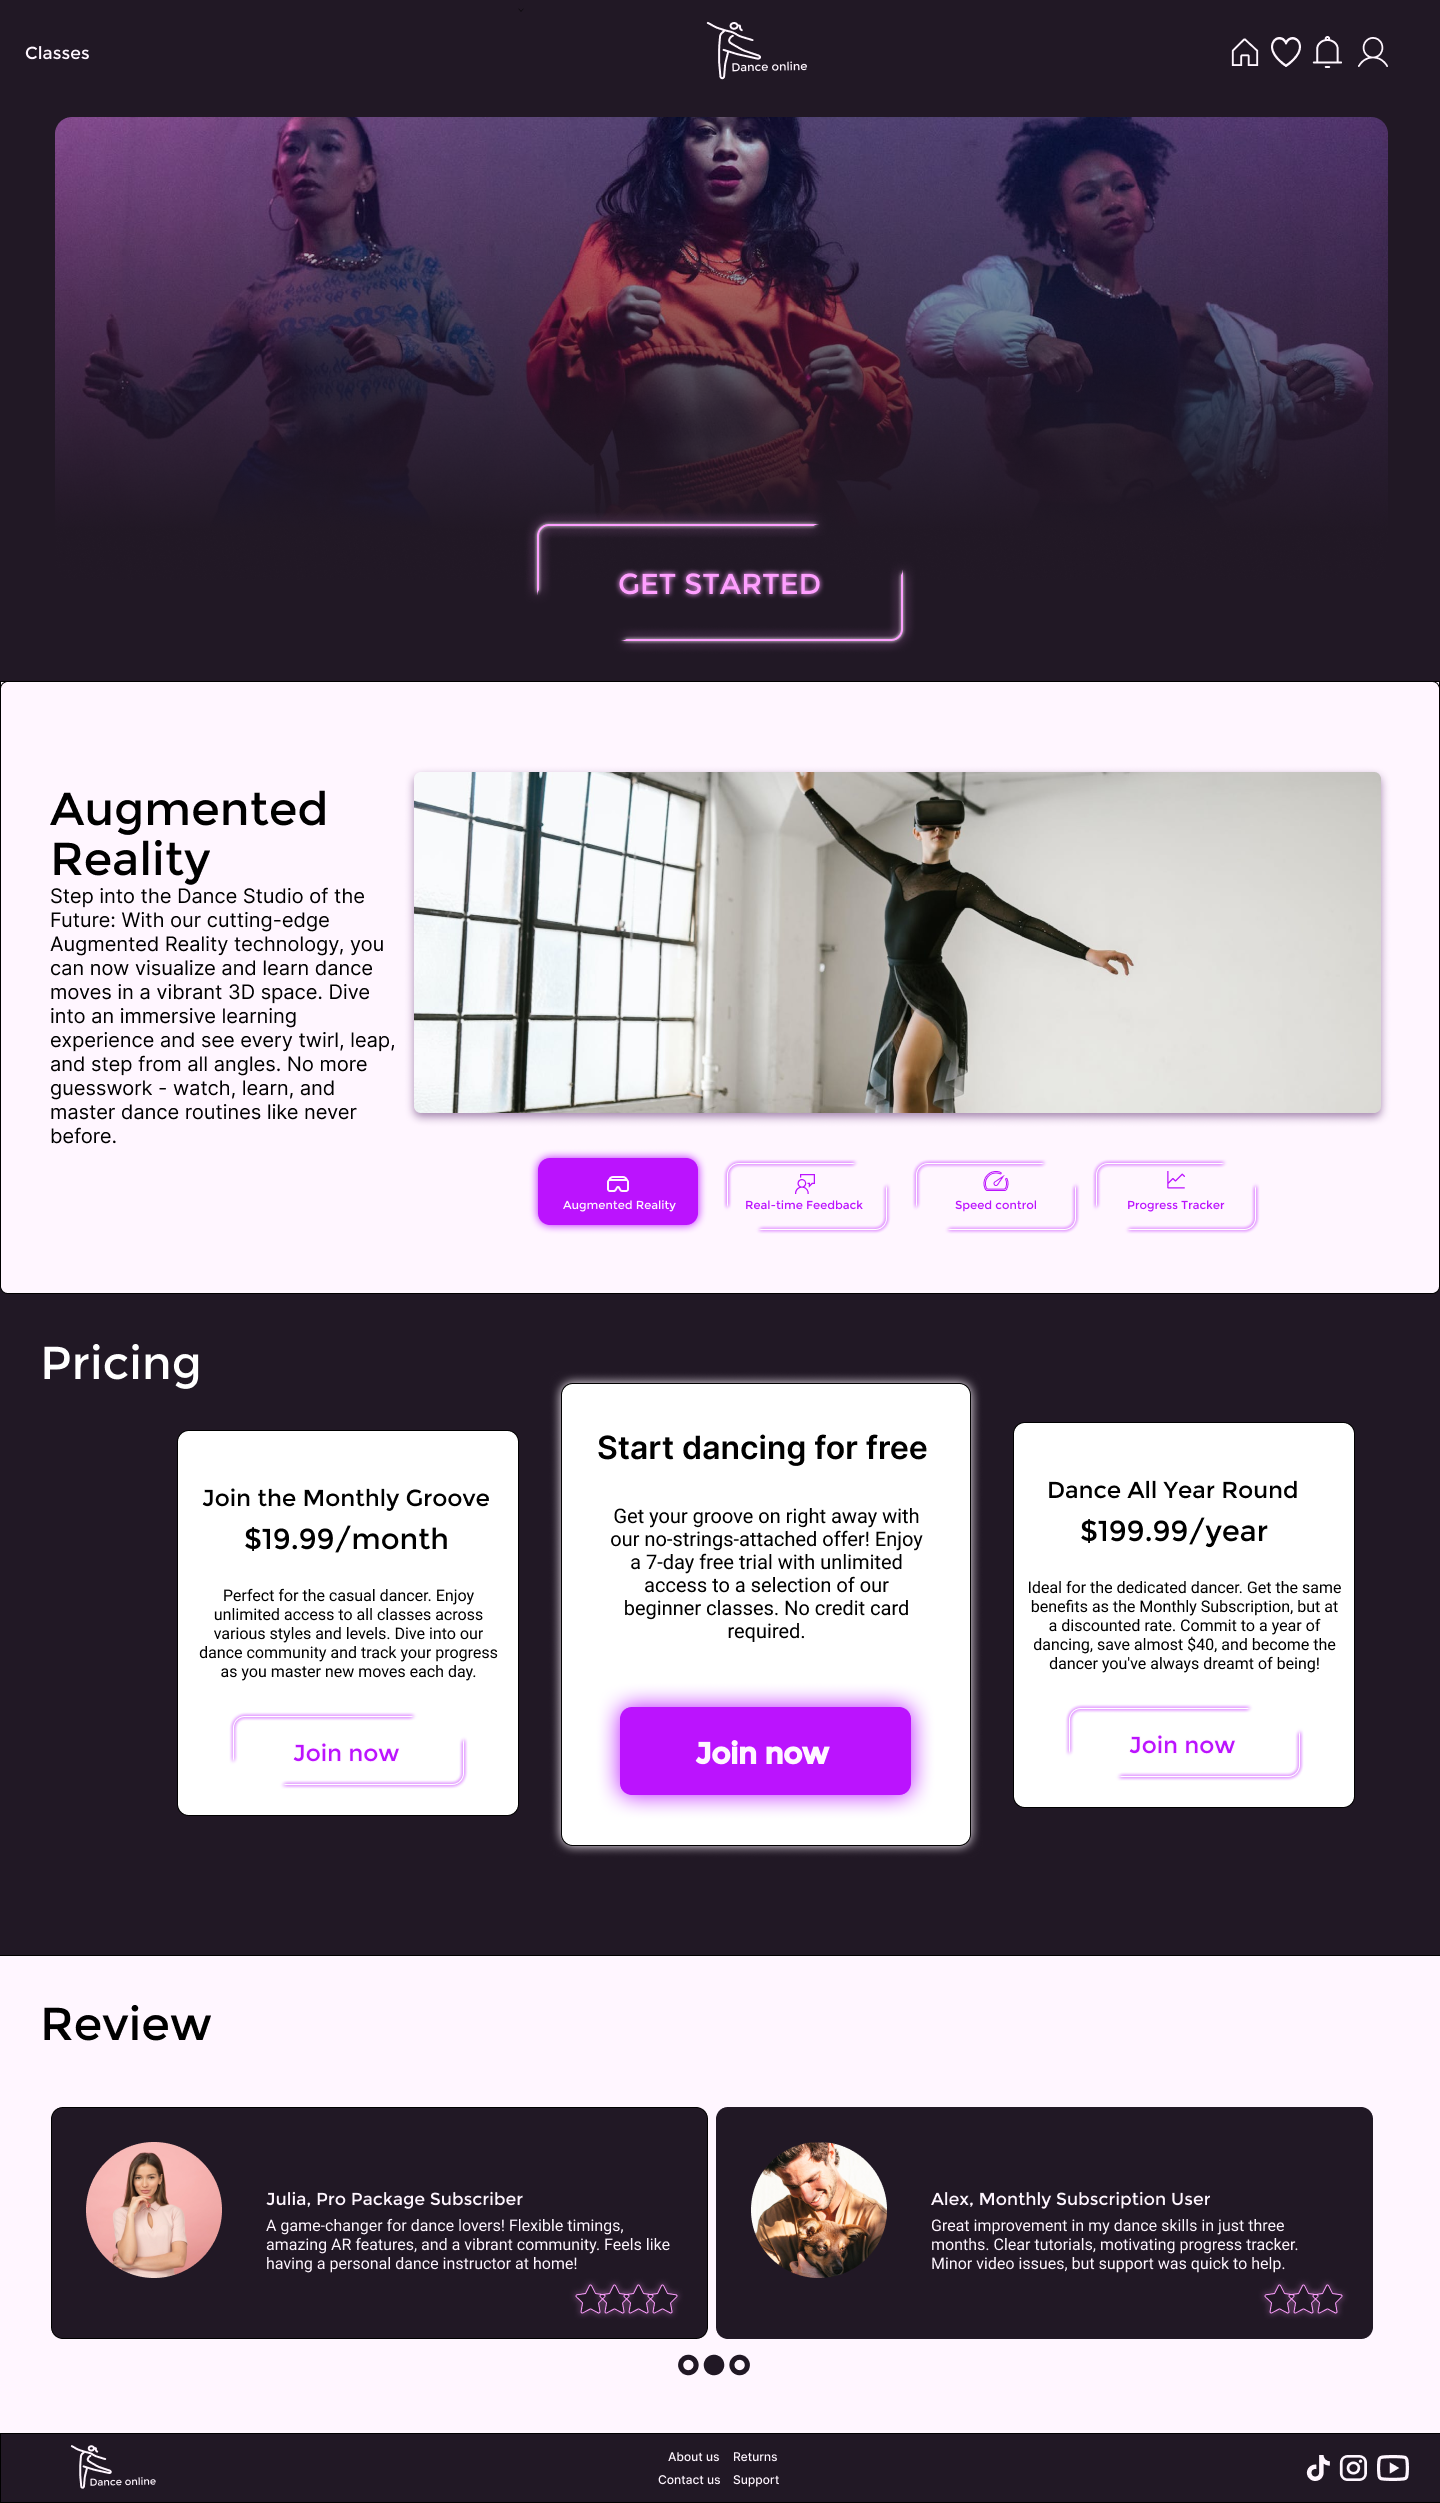 Classes
Dance online
GET STARTED
Augmented
Reality
Step into the Dance Studio of the
Future: With our cutting-edge
Augmented Reality technology, you
can now visualize and learn dance
moves in a vibrant 3D space. Dive
into an immersive learning
experience and see every twirl, leap,
and step from all angles. No more
guesswork - watch, learn, and
master dance routines like never
before.
Augmented Reality
Real-time Feedback
Speed control
Progress Tracker
Pricing
Join the Monthly Groove
$19.99/month
Perfect for the casual dancer. Enjoy
unlimited access to all classes across
various styles and levels. Dive into our
dance community and track your progress
as you master new moves each day.
Join now
Start dancing for free
Get your groove on right away with
our no-strings-attached offer! Enjoy
a 7-day free trial with unlimited
access to a selection of our
beginner classes. No credit card
required.
Join now
Dance All Year Round
$199.99/year
Ideal for the dedicated dancer. Get the same
benefits as the Monthly Subscription, but at
a discounted rate. Commit to a year of
dancing, save almost $40, and become the
dancer you've always dreamt of being!
Join now
Review
Julia, Pro Package Subscriber
A game-changer for dance lovers! Flexible timings,
amazing AR features, and a vibrant community. Feels like
having a personal dance instructor at home!
Alex, Monthly Subscription User
Great improvement in my dance skills in just three
months. Clear tutorials, motivating progress tracker.
Minor video issues, but support was quick to help.
Dance online
About us
Returns
Contact us
Support